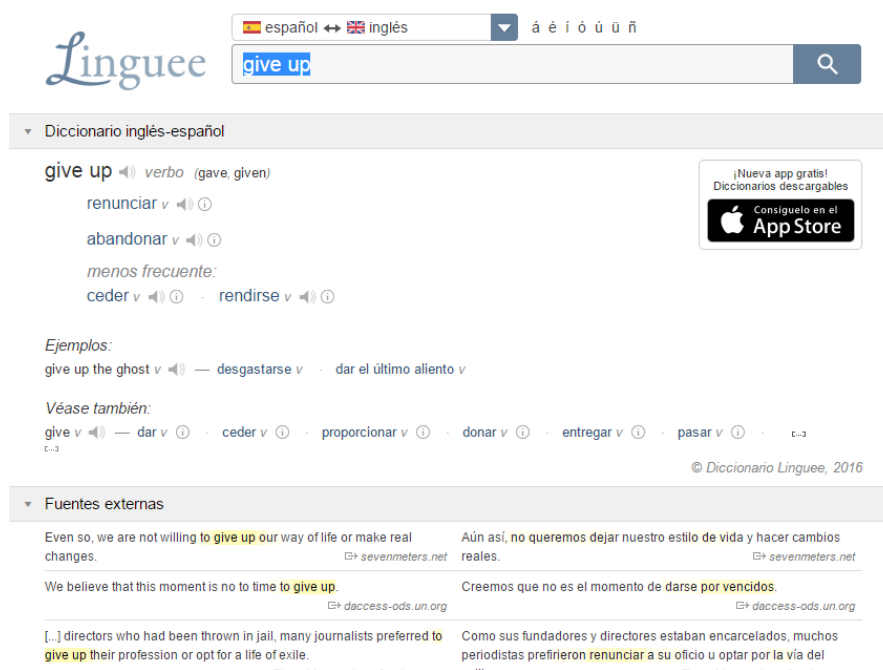 Linguee
español ↔ inglés
á é í ó ú ü ñ
give up
Diccionario inglés-español
give up verbo (gave, given)
renunciar v
abandonar v
menos frecuente:
ceder v · rendirse v
¡Nueva app gratis!
Diccionarios descargables
Consíguelo en el
App Store
Ejemplos:
give up the ghost v — desgastarse v · dar el último aliento v
Véase también:
give v — dar v · ceder v · proporcionar v · donar v · entregar v · pasar v · [...]
[...]
© Diccionario Linguee, 2016
Fuentes externas
Even so, we are not willing to give up our way of life or make real
changes. sevenmeters.net
Aún así, no queremos dejar nuestro estilo de vida y hacer cambios
reales. sevenmeters.net
We believe that this moment is no to time to give up.
daccess-ods.un.org
Creemos que no es el momento de darse por vencidos.
daccess-ods.un.org
[...] directors who had been thrown in jail, many journalists preferred to
give up their profession or opt for a life of exile.
Como sus fundadores y directores estaban encarcelados, muchos
periodistas prefirieron renunciar a su oficio u optar por la vía del